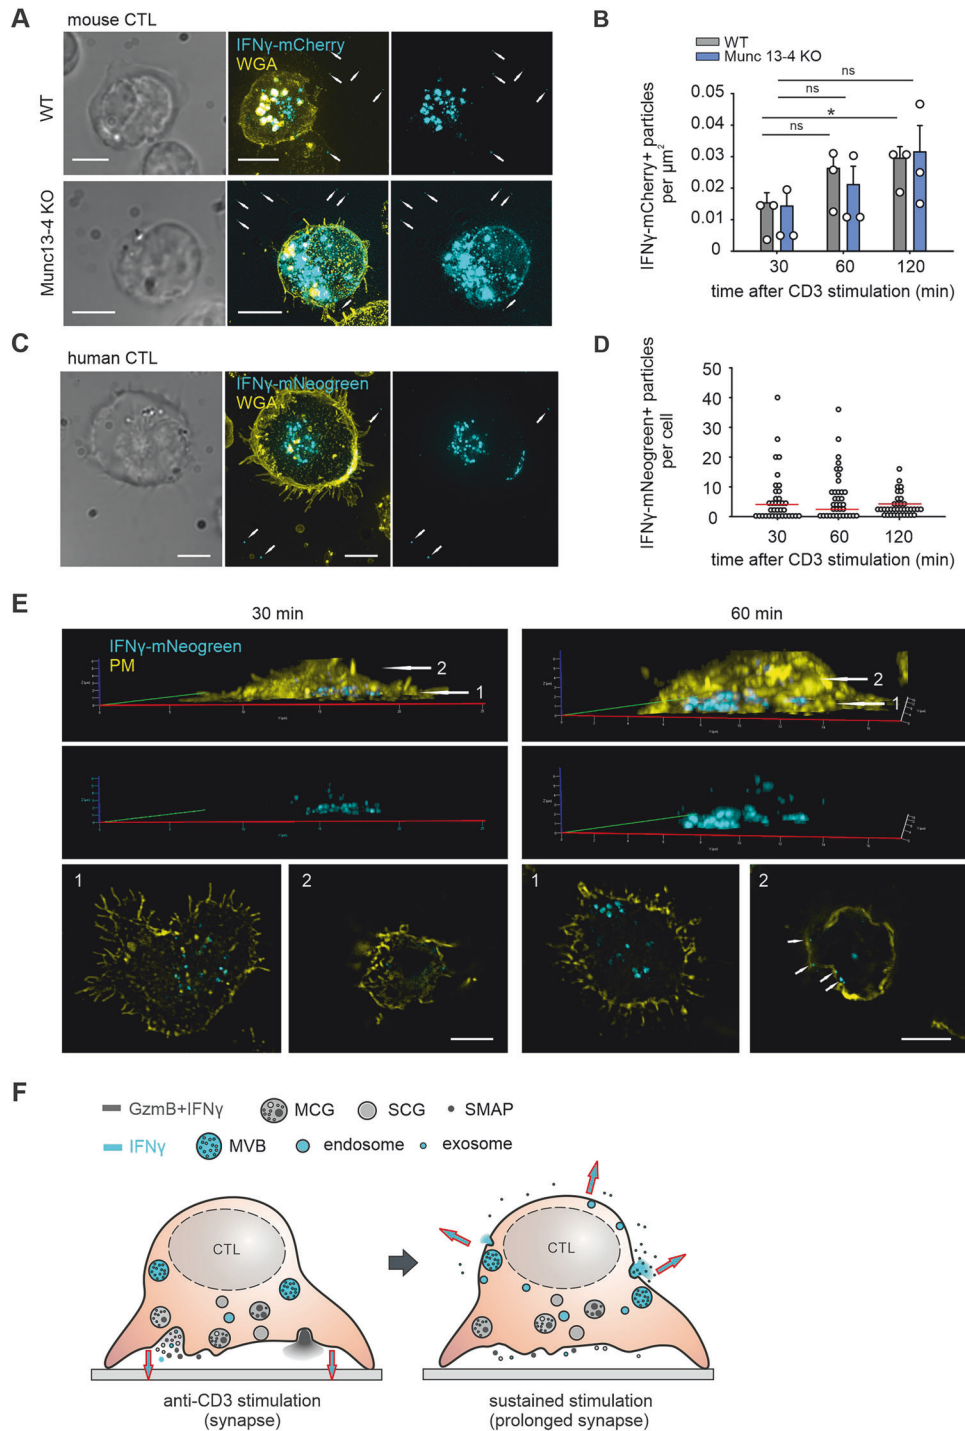 A
mouse CTL
WT
IFNγ-mCherry
WGA
Munc13-4 KO
B
WT
Munc 13-4 KO
ns
ns
*
ns
IFNγ-mCherry+ particles
per µm²
0.05
0.04
0.03
0.02
0.01
0
30 60 120
time after CD3 stimulation (min)
C
human CTL
IFNγ-mNeogreen
WGA
D
IFNγ-mNeogreen+ particles
per cell
50
40
30
20
10
0
30 60 120
time after CD3 stimulation (min)
E
30 min
60 min
IFNγ-mNeogreen
PM
2
1
2
1
1
2
1
2
F
GzmB+IFNγ MCG SCG SMAP
IFNγ MVB endosome exosome
CTL
CTL
anti-CD3 stimulation
(synapse)
sustained stimulation
(prolonged synapse)